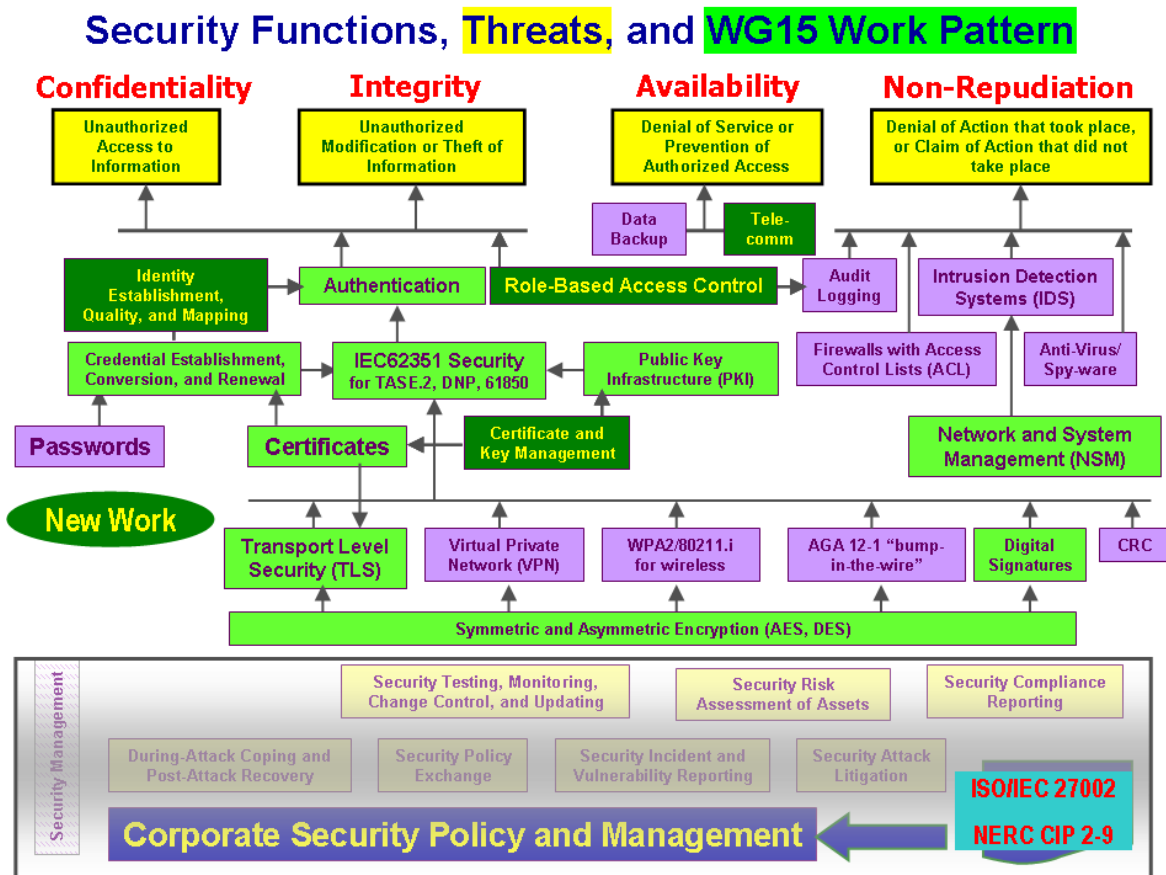 Security Functions, Threats, and WG15 Work Pattern
Confidentiality
Integrity
Availability
Non-Repudiation
Unauthorized
Access to
Information
Unauthorized
Modification or Theft of
Information
Denial of Service or
Prevention of
Authorized Access
Denial of Action that took place,
or Claim of Action that did not
take place
Data
Backup
Tele-
comm
Identity
Establishment,
Quality, and Mapping
Authentication
Role-Based Access Control
Audit
Logging
Intrusion Detection
Systems (IDS)
Credential Establishment,
Conversion, and Renewal
IEC62351 Security
for TASE.2, DNP, 61850
Public Key
Infrastructure (PKI)
Firewalls with Access
Control Lists (ACL)
Anti-Virus/
Spy-ware
Passwords
Certificates
Certificate and
Key Management
Network and System
Management (NSM)
New Work
Transport Level
Security (TLS)
Virtual Private
Network (VPN)
WPA2/80211.i
for wireless
AGA 12-1 “bump-
in-the-wire”
Digital
Signatures
CRC
Symmetric and Asymmetric Encryption (AES, DES)
Security Management
Security Testing, Monitoring,
Change Control, and Updating
Security Risk
Assessment of Assets
Security Compliance
Reporting
During-Attack Coping and
Post-Attack Recovery
Security Policy
Exchange
Security Incident and
Vulnerability Reporting
Security Attack
Litigation
ISO/IEC 27002
NERC CIP 2-9
Corporate Security Policy and Management